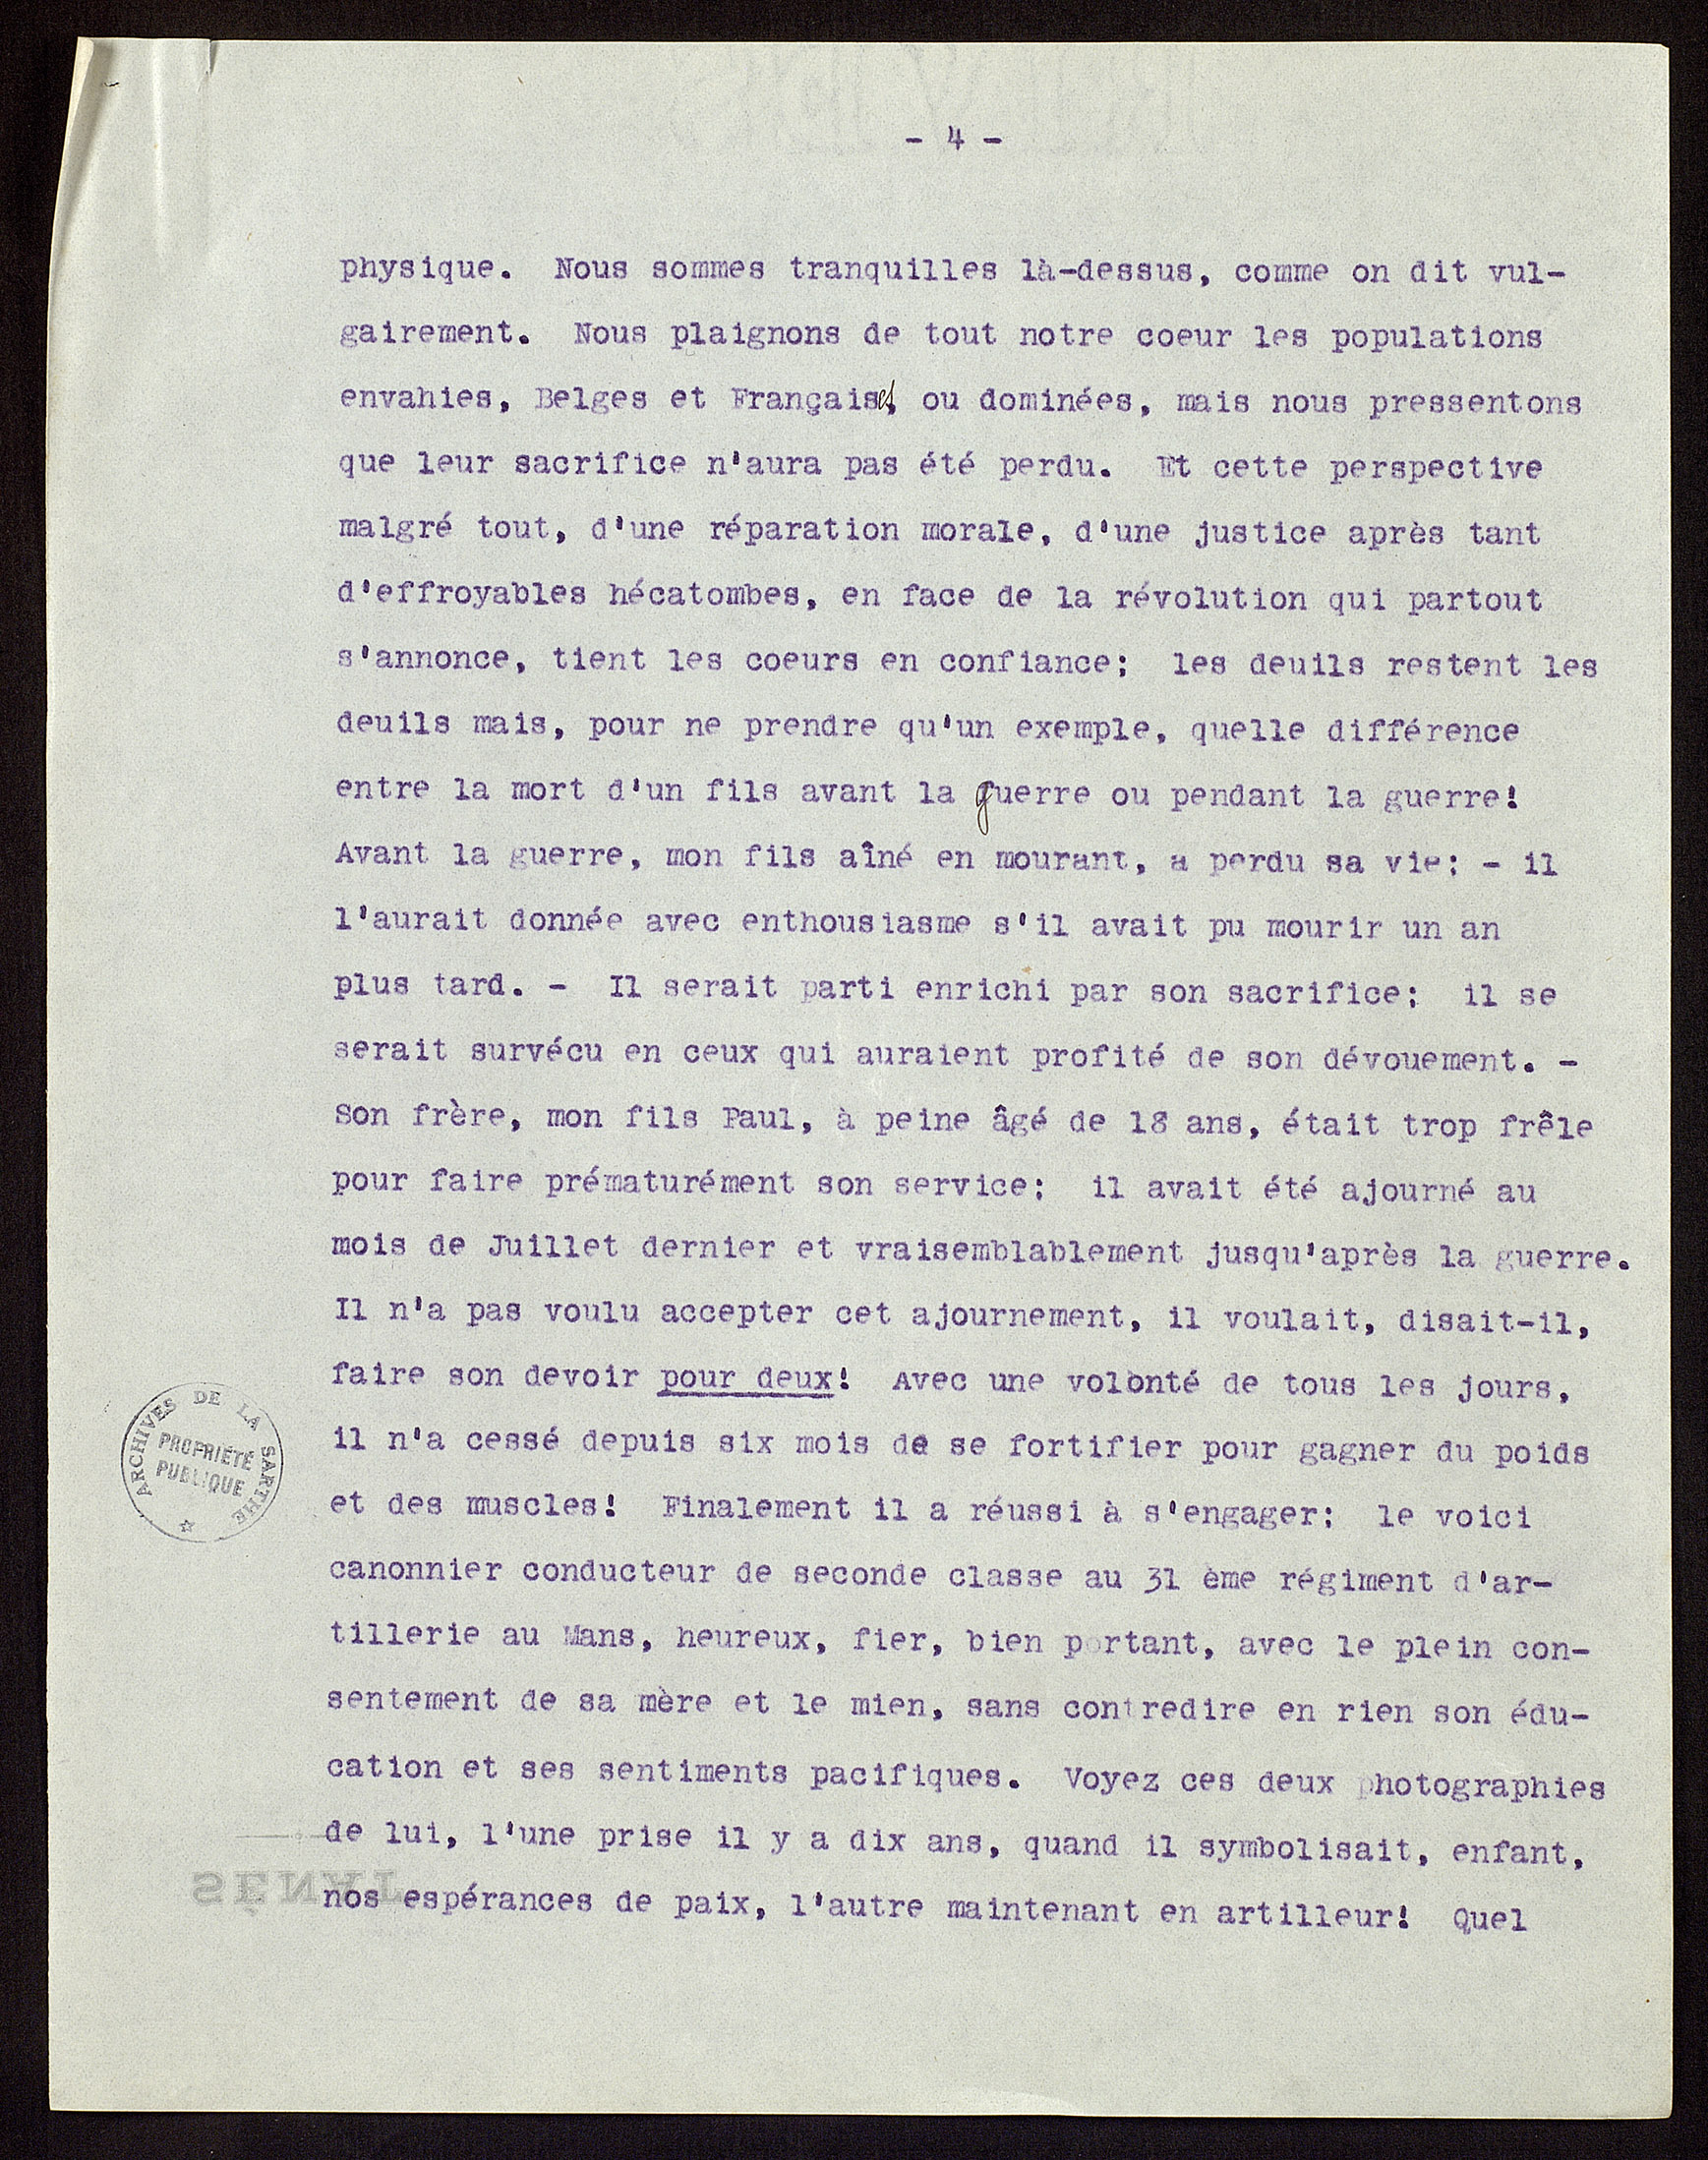 - 4 -
physique. Nous sommes tranquilles là-dessus, comme on dit vul-
gairement. Nous plaignons de tout notre coeur les populations
envahies, Belges et Françaises, ou dominées, mais nous pressentons
que leur sacrifice n'aura pas été perdu. Et cette perspective
malgré tout, d'une réparation morale, d'une justice après tant
d'effroyables hécatombes, en face de la révolution qui partout
s'annonce, tient les coeurs en confiance; les deuils restent les
deuils mais, pour ne prendre qu'un exemple, quelle différence
entre la mort d'un fils avant la guerre ou pendant la guerre!
Avant la guerre, mon fils aîné en mourant, a perdu sa vie; - il
l'aurait donnée avec enthousiasme s'il avait pu mourir un an
plus tard. - Il serait parti enrichi par son sacrifice; il se
serait survécu en ceux qui auraient profité de son dévouement. -
Son frère, mon fils Paul, à peine âgé de 18 ans, était trop frêle
pour faire prématurément son service; il avait été ajourné au
mois de Juillet dernier et vraisemblablement jusqu'après la guerre.
Il n'a pas voulu accepter cet ajournement, il voulait, disait-il,
faire son devoir pour deux! Avec une volonté de tous les jours,
il n'a cessé depuis six mois de se fortifier pour gagner du poids
et des muscles! Finalement il a réussi à s'engager; le voici
canonnier conducteur de seconde classe au 31 ème régiment d'ar-
tillerie au Mans, heureux, fier, bien portant, avec le plein con-
sentement de sa mère et le mien, sans contredire en rien son édu-
cation et ses sentiments pacifiques. Voyez ces deux photographies
de lui, l'une prise il y a dix ans, quand il symbolisait, enfant,
nos espérances de paix, l'autre maintenant en artilleur! Quel
ARCHIVES DE LA SARTHE
PROPRIÉTÉ
PUBLIQUE
SÉNAT